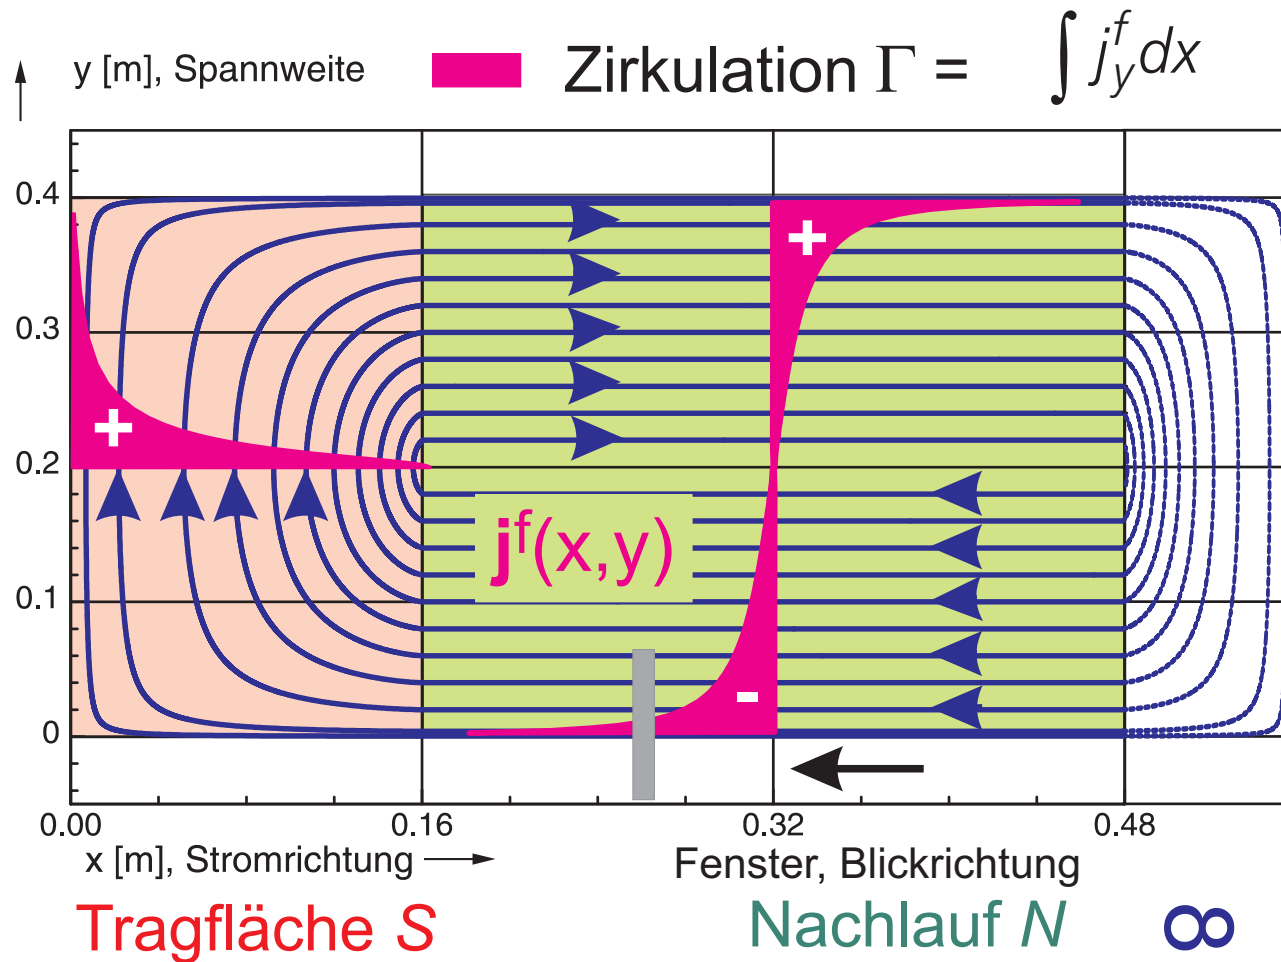 y [m], Spannweite
Zirkulation Γ = ∫ j_y^f dx
0.4
0.3
0.2
0.1
0
+
+
-
j^f(x,y)
0.00 0.16 0.32 0.48
x [m], Stromrichtung
Fenster, Blickrichtung
Tragfläche S
Nachlauf N
∞